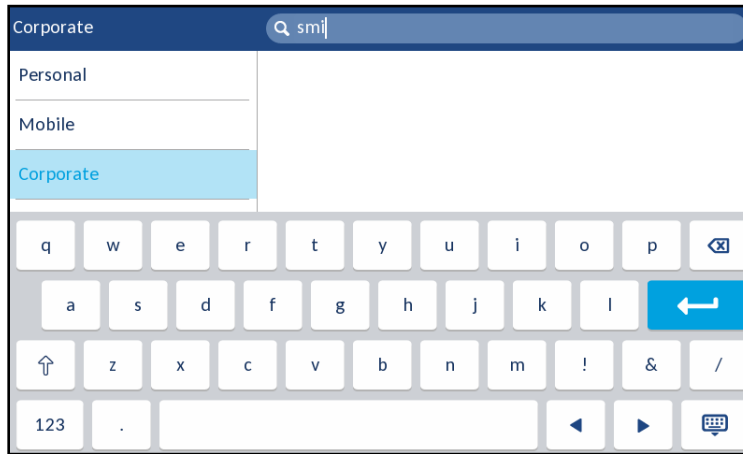 Corporate smi
Personal
Mobile
Corporate
q w e r t y u i o p
a s d f g h j k l
z x c v b n m ! & /
123 .